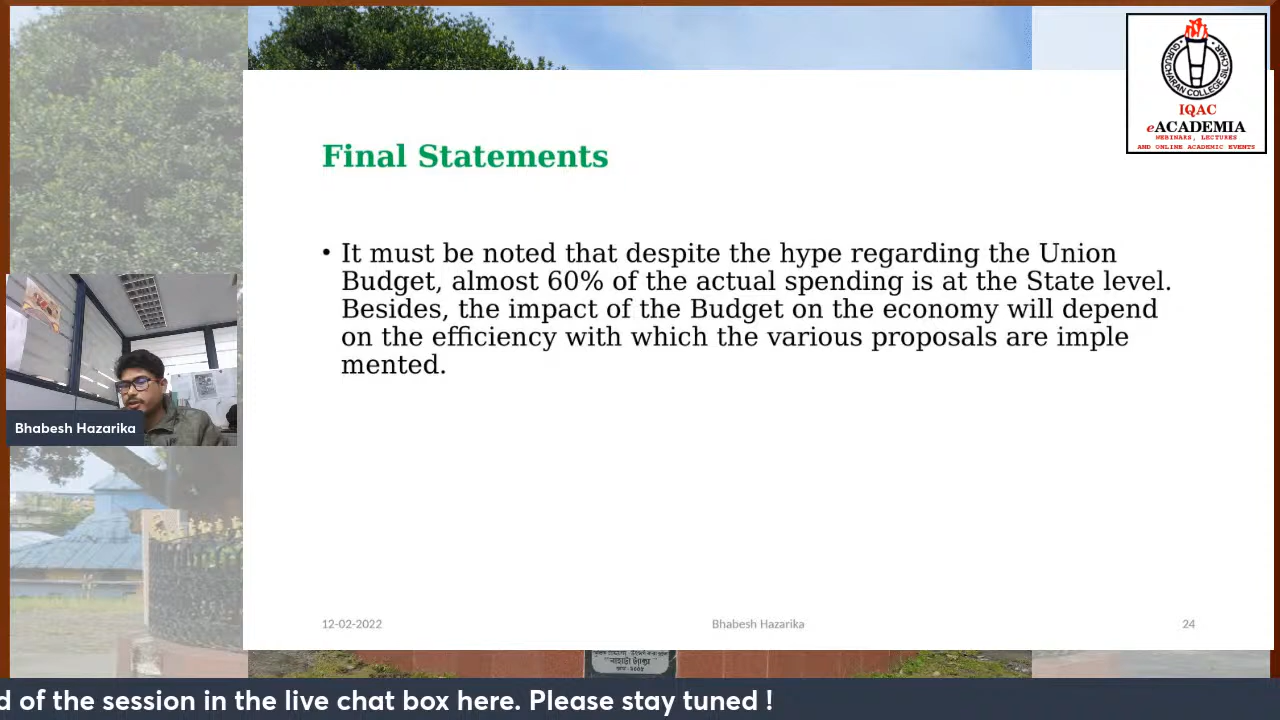 GURUCHARAN COLLEGE SILCHAR
IQAC
eACADEMIA
WEBINARS, LECTURES
AND ONLINE ACADEMIC EVENTS
Final Statements
• It must be noted that despite the hype regarding the Union
Budget, almost 60% of the actual spending is at the State level.
Besides, the impact of the Budget on the economy will depend
on the efficiency with which the various proposals are imple
mented.
Bhabesh Hazarika
12-02-2022
Bhabesh Hazarika
24
d of the session in the live chat box here. Please stay tuned !